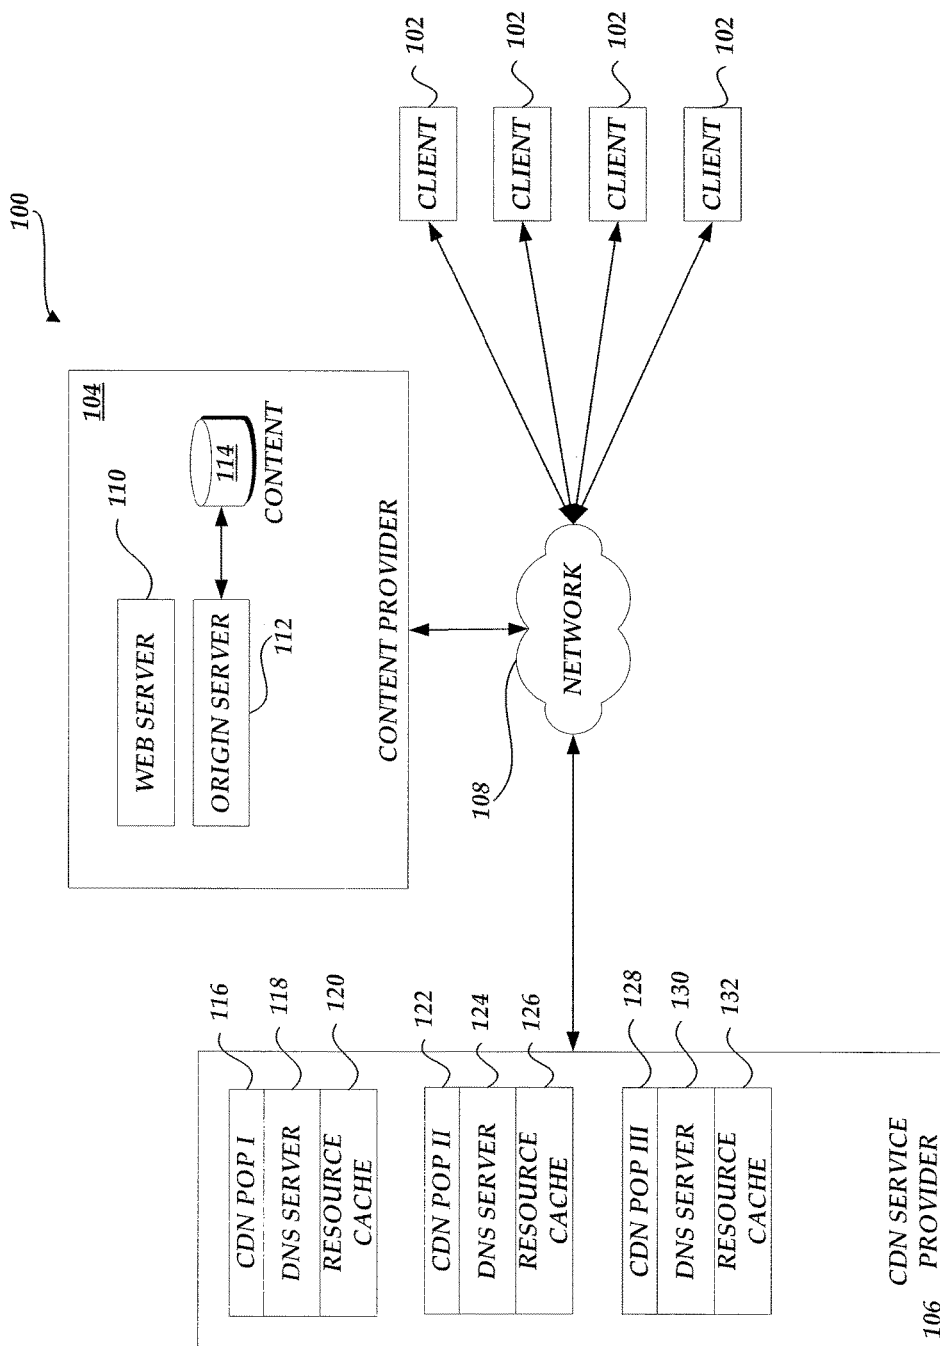 100
104
WEB SERVER
110
ORIGIN SERVER
112
114
CONTENT
CONTENT PROVIDER
CLIENT
102
CLIENT
102
CLIENT
102
CLIENT
102
NETWORK
108
CDN POP I
116
DNS SERVER
118
RESOURCE
CACHE
120
CDN POP II
122
DNS SERVER
124
RESOURCE
CACHE
126
CDN POP III
128
DNS SERVER
130
RESOURCE
CACHE
132
CDN SERVICE
PROVIDER
106